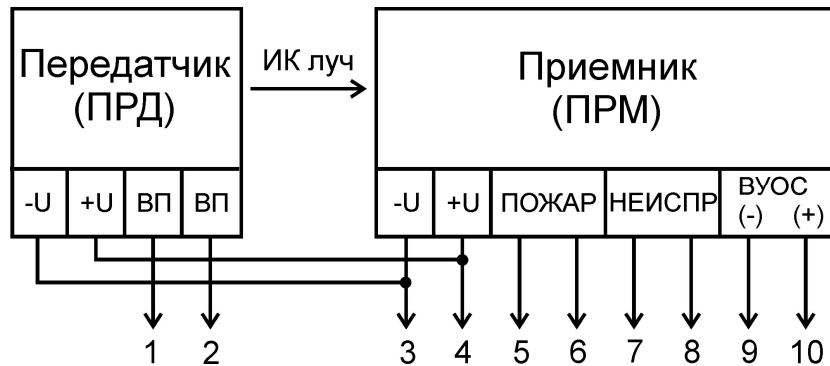 Передатчик
(ПРД)
ИК луч
Приемник
(ПРМ)
-U +U ВП ВП
-U +U ПОЖАР НЕИСПР ВУОС
(-) (+)
1 2 3 4 5 6 7 8 9 10